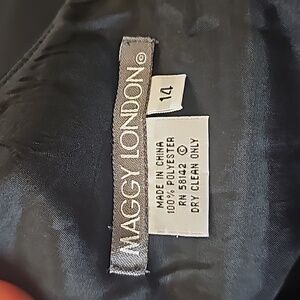 MAGGY LONDON©
14
MADE IN CHINA
100% POLYESTER
RN 58142 ©
DRY CLEAN ONLY